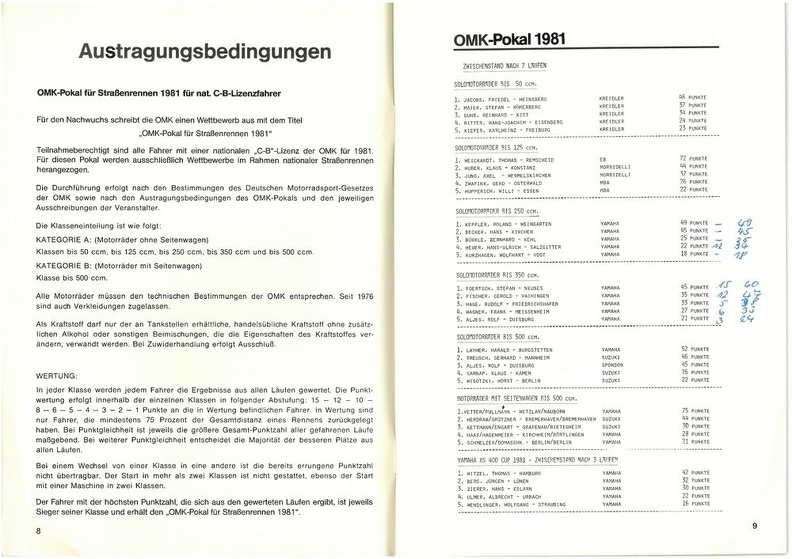 Austragungsbedingungen
OMK-Pokal für Straßenrennen 1981 für nat. C-B-Lizenzfahrer
Für den Nachwuchs schreibt die OMK einen Wettbewerb aus mit dem Titel
„OMK-Pokal für Straßenrennen 1981"
Teilnahmeberechtigt sind alle Fahrer mit einer nationalen „C-B"-Lizenz der OMK für 1981.
Für diesen Pokal werden ausschließlich Wettbewerbe im Rahmen nationaler Straßenrennen
herangezogen.
Die Durchführung erfolgt nach den Bestimmungen des Deutschen Motorradsport-Gesetzes
der OMK sowie nach den Austragungsbedingungen des OMK-Pokals und den jeweiligen
Ausschreibungen der Veranstalter.
Die Klasseneinteilung ist wie folgt:
KATEGORIE A: (Motorräder ohne Seitenwagen)
Klassen bis 50 ccm, bis 125 ccm, bis 250 ccm, bis 350 ccm und bis 500 ccm.
KATEGORIE B: (Motorräder mit Seitenwagen)
Klasse bis 500 ccm.
Alle Motorräder müssen den technischen Bestimmungen der OMK entsprechen. Seit 1976
sind auch Verkleidungen zugelassen.
Als Kraftstoff darf nur der an Tankstellen erhältliche, handelsübliche Kraftstoff ohne zusätz-
lichen Alkohol oder sonstigen Beimischungen, die die Eigenschaften des Kraftstoffes ver-
ändern, verwandt werden. Bei Zuwiderhandlung erfolgt Ausschluß.
WERTUNG:
In jeder Klasse werden jedem Fahrer die Ergebnisse aus allen Läufen gewertet. Die Punkt-
wertung erfolgt innerhalb der einzelnen Klassen in folgender Abstufung: 15 — 12 — 10 —
8 — 6 — 5 — 4 — 3 — 2 — 1 Punkte an die in Wertung befindlichen Fahrer. In Wertung sind
nur Fahrer, die mindestens 75 Prozent der Gesamtdistanz eines Rennens zurückgelegt
haben. Bei Punktgleichheit ist jeweils die größere Gesamt-Punktzahl aller gefahrenen Läufe
maßgebend. Bei weiterer Punktgleichheit entscheidet die Majorität der besseren Plätze aus
allen Läufen.
Bei einem Wechsel von einer Klasse in eine andere ist die bereits errungene Punktzahl
nicht übertragbar. Der Start in mehr als zwei Klassen ist nicht gestattet, ebenso der Start
mit einer Maschine in zwei Klassen.
Der Fahrer mit der höchsten Punktzahl, die sich aus den gewerteten Läufen ergibt, ist jeweils
Sieger seiner Klasse und erhält den „OMK-Pokal für Straßenrennen 1981".
8
OMK-Pokal 1981
ZWISCHENSTAND NACH 7 LÄUFEN
SOLOMOTORRÄDER BIS 50 CCM.
1. JACOBS, FRIEDEL - HEINSBERG KREIDLER 46 PUNKTE
2. MAIER, STEFAN - KREIDLER 37 PUNKTE
3. GUHR, REINHARD - KIST KREIDLER 34 PUNKTE
4. RITTER, HANS-JOACHIM - EISENBERG KREIDLER 24 PUNKTE
5. KIEFER, KARLHEINZ - FREIBURG KREIDLER 23 PUNKTE
SOLOMOTORRÄDER BIS 125 CCM.
1. WEICKARDT, THOMAS - REMSCHEID 72 PUNKTE
2. HUBER, KLAUS - KONSTANZ MORBIDELLI 44 PUNKTE
3. JUNG, AXEL - WERMELSKIRCHEN MORBIDELLI 37 PUNKTE
4. ZWAFINK, GERD - OSTERWALD MBA 26 PUNKTE
5. HUPPERICH, WILLI - ESSEN MBA 22 PUNKTE
SOLOMOTORRÄDER BIS 250 CCM.
1. KEPPLER, ROLAND - WEINGARTEN YAMAHA 49 PUNKTE – 49
2. BECKER, HANS - KIRCHEN YAMAHA 45 PUNKTE – 45
3. BÜRKLE, BERNHARD - KEHL YAMAHA 25 PUNKTE –
4. HEUER, HANS-ULRICH - SALZGITTER YAMAHA 22 PUNKTE 12 34
5. KURZHAGEN, WOLFHART - VOGT YAMAHA 18 PUNKTE – 18
SOLOMOTORRÄDER BIS 350 CCM.
1. FOERTSCH, STEFAN - NEUSES YAMAHA 45 PUNKTE 15 60
2. FISCHER, GEROLD - VAIHINGEN YAMAHA 35 PUNKTE 12 47
3. HAGE, RUDOLF - FRIEDRICHSHAFEN YAMAHA 33 PUNKTE 5 38
4. WAGNER, FRANK - MEISSENHEIM YAMAHA 27 PUNKTE 6 33
5. ALJES, ROLF - DUISBURG YAMAHA 21 PUNKTE 3 24
SOLOMOTORRÄDER BIS 500 CCM.
1. LAYHER, HARALD - BURGSTETTEN YAMAHA 52 PUNKTE
2. TREUSCH, GERHARD - MANNHEIM SUZUKI 46 PUNKTE
3. ALJES, ROLF - DUISBURG SPONDON 45 PUNKTE
4. KARNAP, KLAUS - KAMEN SUZUKI 26 PUNKTE
5. WISOTZKI, HORST - BERLIN YAMAHA 22 PUNKTE
MOTORRÄDER MIT SEITENWAGEN BIS 500 CCM.
1. VETTER/PULLMANN - WETZLAR/NAUBORN YAMAHA 75 PUNKTE
2. HERDRAM/GRÜTZNER - BREMERHAVEN/BREMERHAVEN SUZUKI 44 PUNKTE
3. KETTMANN/ENGART - GRAFENAU/BIETIGHEIM SUZUKI 30 PUNKTE
4. HAAS/HAGENMEIER - KIRCHHEIM/BÖRTLINGEN YAMAHA 28 PUNKTE
5. SCHMELZER/DOMASCHK - BERLIN/BERLIN YAMAHA 21 PUNKTE
YAMAHA XS 400 CUP 1981 - ZWISCHENSTAND NACH 3 LÄUFEN
1. WITZEL, THOMAS - HAMBURG YAMAHA 42 PUNKTE
2. BERG, JÜRGEN - LÜNEN YAMAHA 32 PUNKTE
3. ZIERER, HANS - ESLARN YAMAHA 30 PUNKTE
4. ULMER, ALBRECHT - URBACH YAMAHA 22 PUNKTE
5. WENDLINGER, WOLFGANG - STRAUBING YAMAHA 16 PUNKTE
9